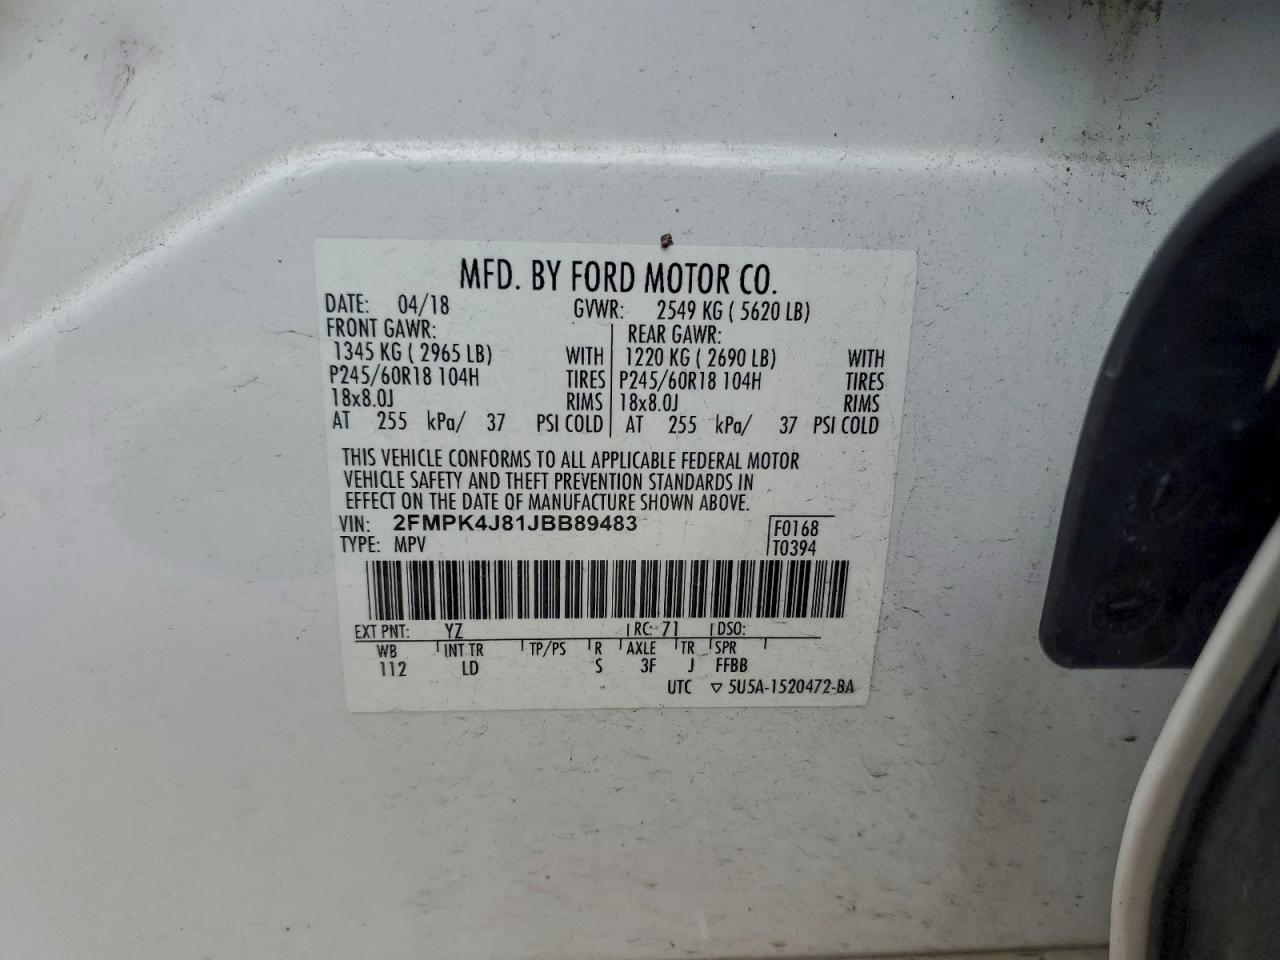 MFD. BY FORD MOTOR CO.
DATE: 04/18 GVWR: 2549 KG ( 5620 LB)
FRONT GAWR: REAR GAWR:
1345 KG ( 2965 LB) WITH 1220 KG ( 2690 LB) WITH
P245/60R18 104H TIRES P245/60R18 104H TIRES
18x8.0J RIMS 18x8.0J RIMS
AT 255 kPa/ 37 PSI COLD AT 255 kPa/ 37 PSI COLD
THIS VEHICLE CONFORMS TO ALL APPLICABLE FEDERAL MOTOR
VEHICLE SAFETY AND THEFT PREVENTION STANDARDS IN
EFFECT ON THE DATE OF MANUFACTURE SHOWN ABOVE.
VIN: 2FMPK4J81JBB89483 F0168
TYPE: MPV T0394
EXT PNT: YZ RC: 71 DSO:
WB INT TR TP/PS R AXLE TR SPR
112 LD S 3F J FFBB
UTC ▽ 5U5A-1520472-BA